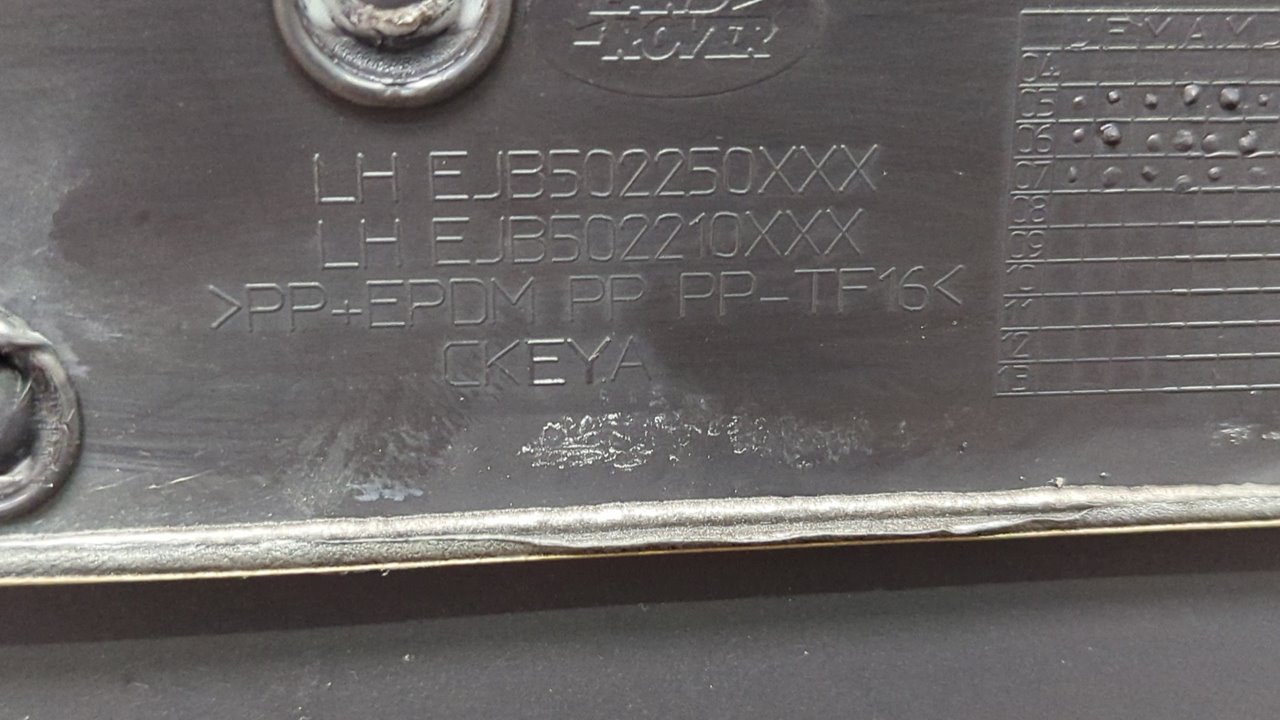 LAND
ROVER
LH EJB502250XXX
LH EJB502210XXX
>PP+EPDM PP PP-TF16<
CKEYA
JFMAMJ
04
05
06
07
08
09
10
11
12
13